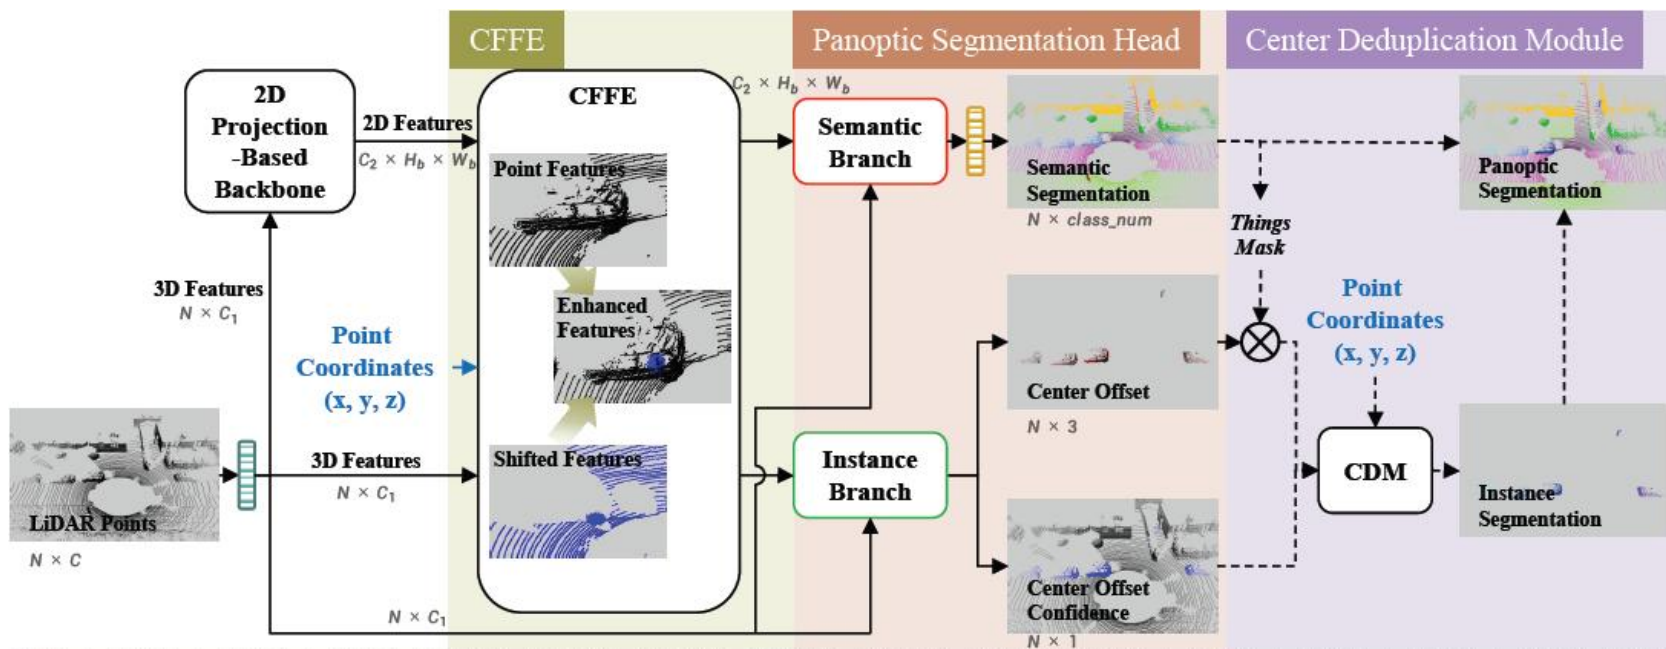 CFFE
Panoptic Segmentation Head
Center Deduplication Module
2D
Projection
-Based
Backbone
2D Features
C₂ × H_b × W_b
CFFE
Point Features
Enhanced
Features
Shifted Features
C₂ × H_b × W_b
Semantic
Branch
Semantic
Segmentation
N × class_num
Things
Mask
Panoptic
Segmentation
3D Features
N × C₁
Point
Coordinates
(x, y, z)
Center Offset
N × 3
Point
Coordinates
(x, y, z)
LiDAR Points
N × C
3D Features
N × C₁
Instance
Branch
CDM
Instance
Segmentation
Center Offset
Confidence
N × 1
N × C₁